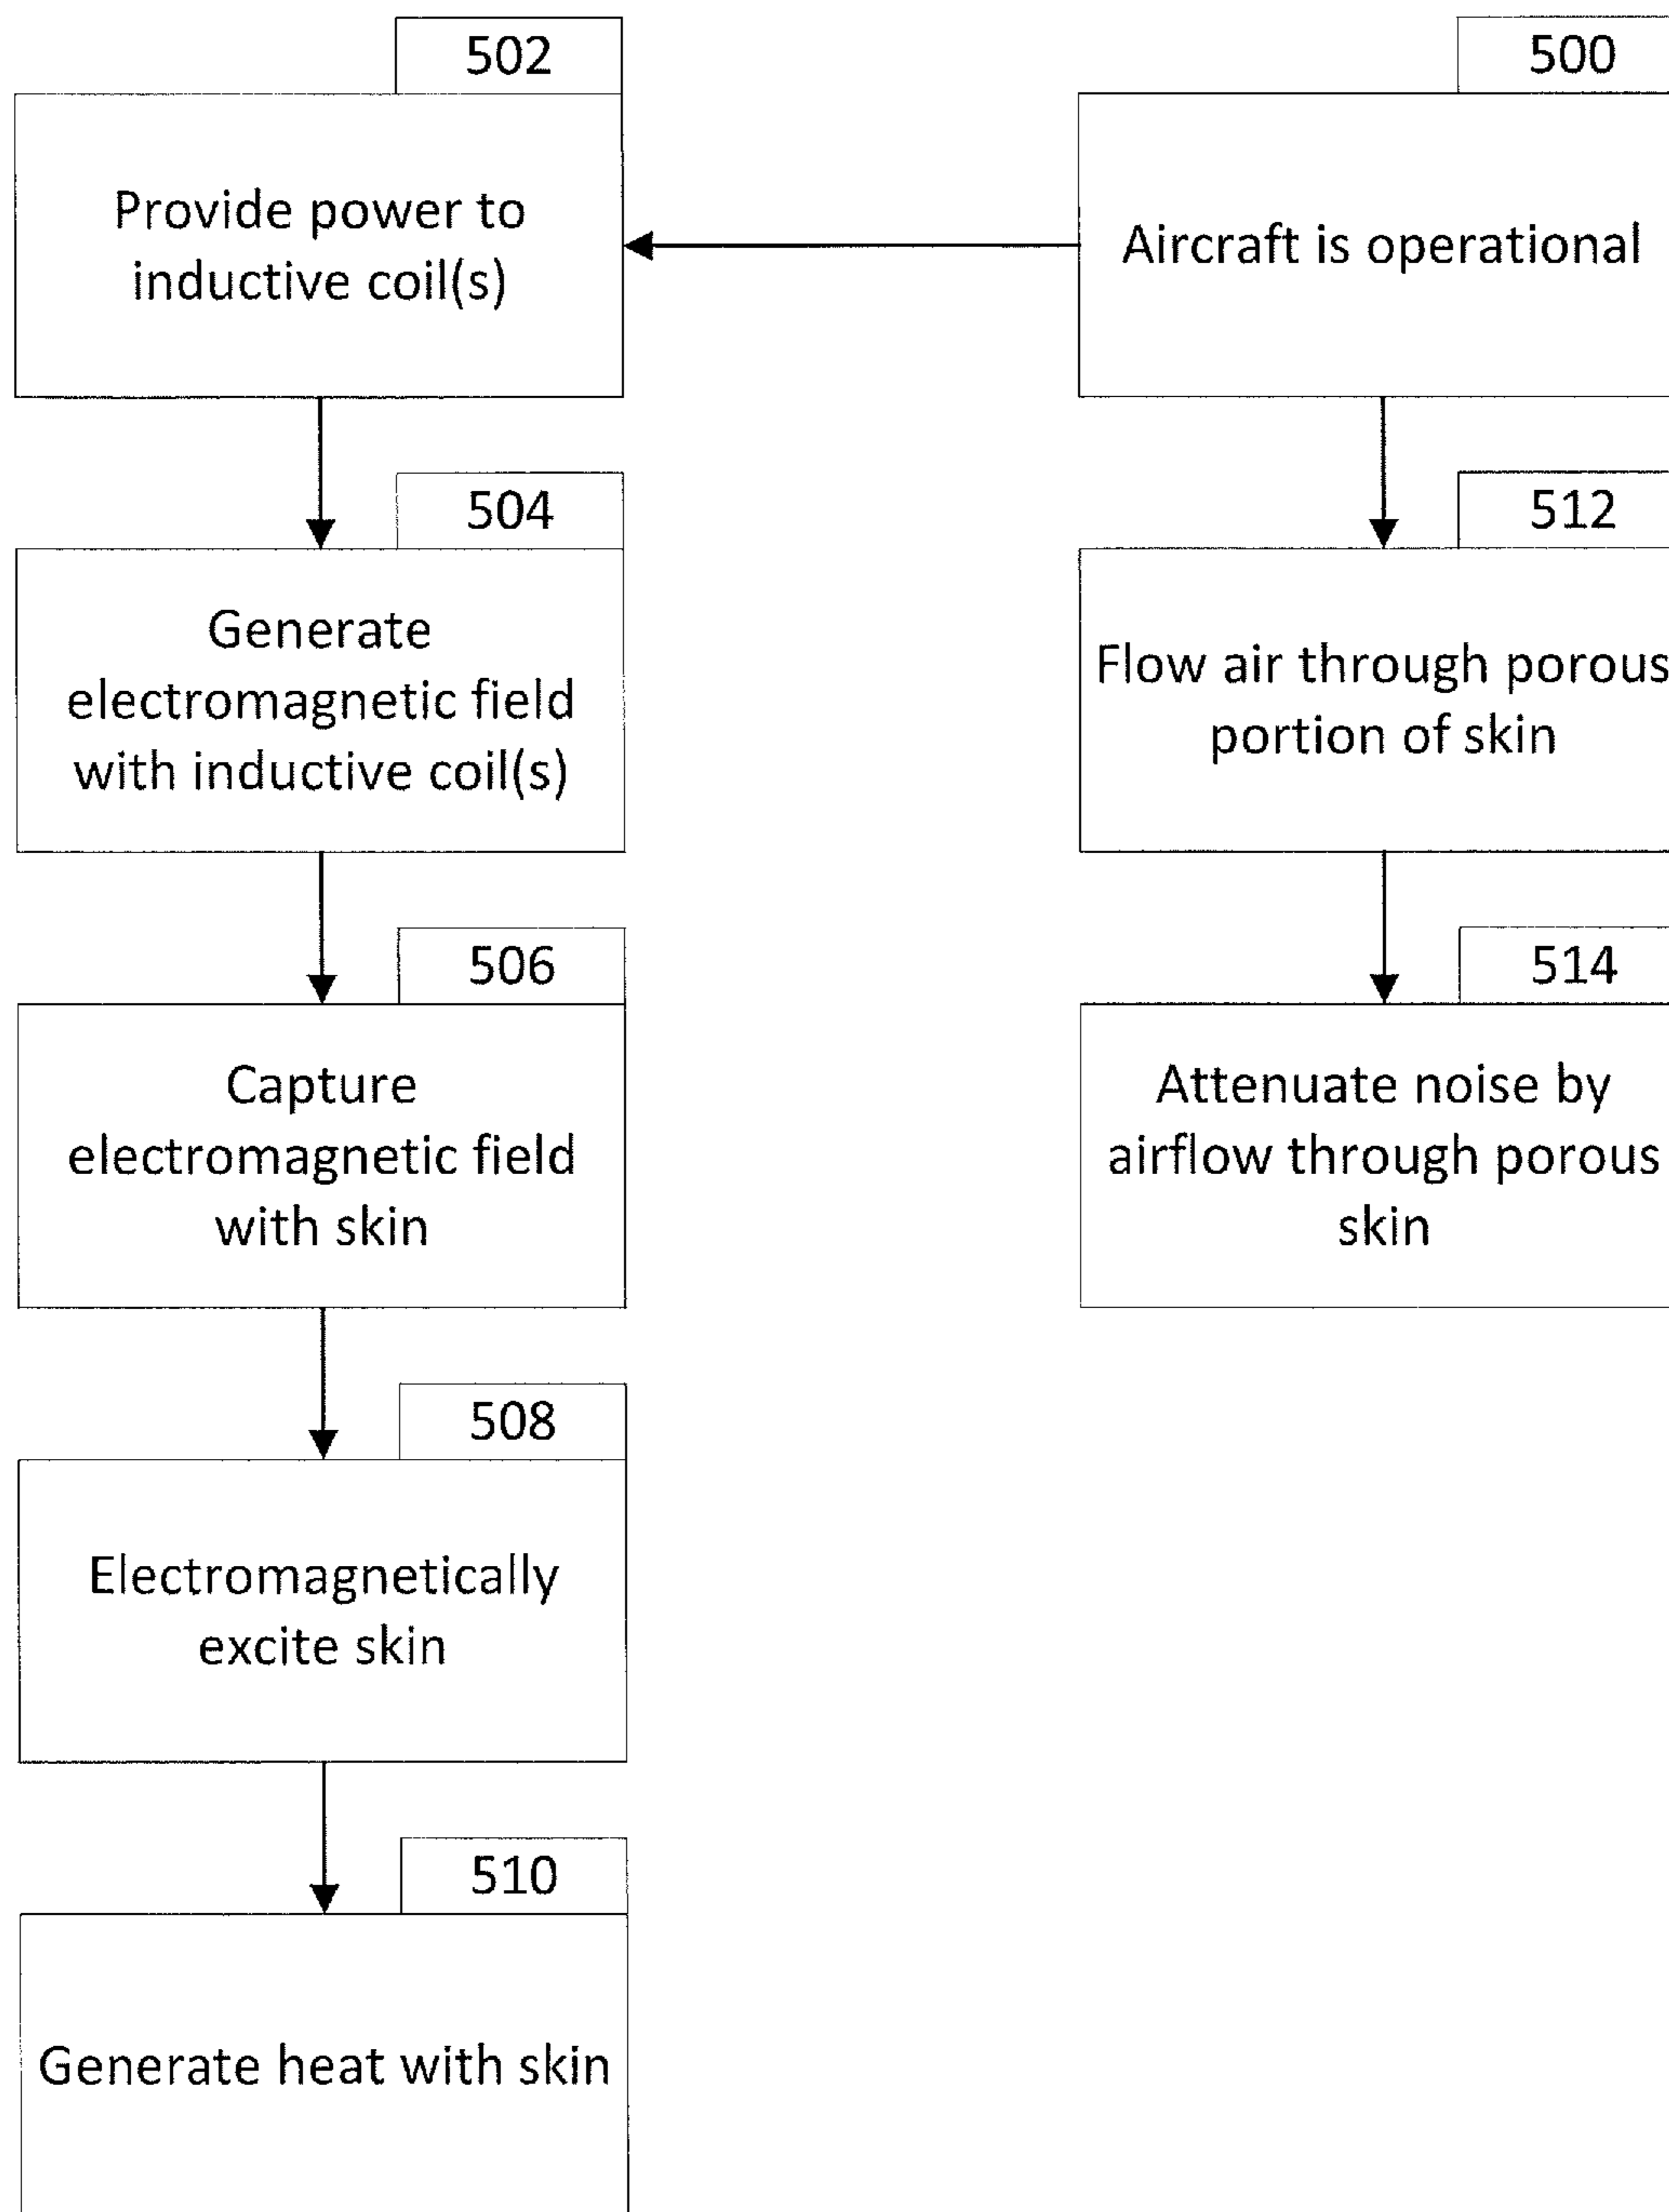 502
Provide power to
inductive coil(s)
500
Aircraft is operational
504
Generate
electromagnetic field
with inductive coil(s)
512
Flow air through porous
portion of skin
506
Capture
electromagnetic field
with skin
514
Attenuate noise by
airflow through porous
skin
508
Electromagnetically
excite skin
510
Generate heat with skin